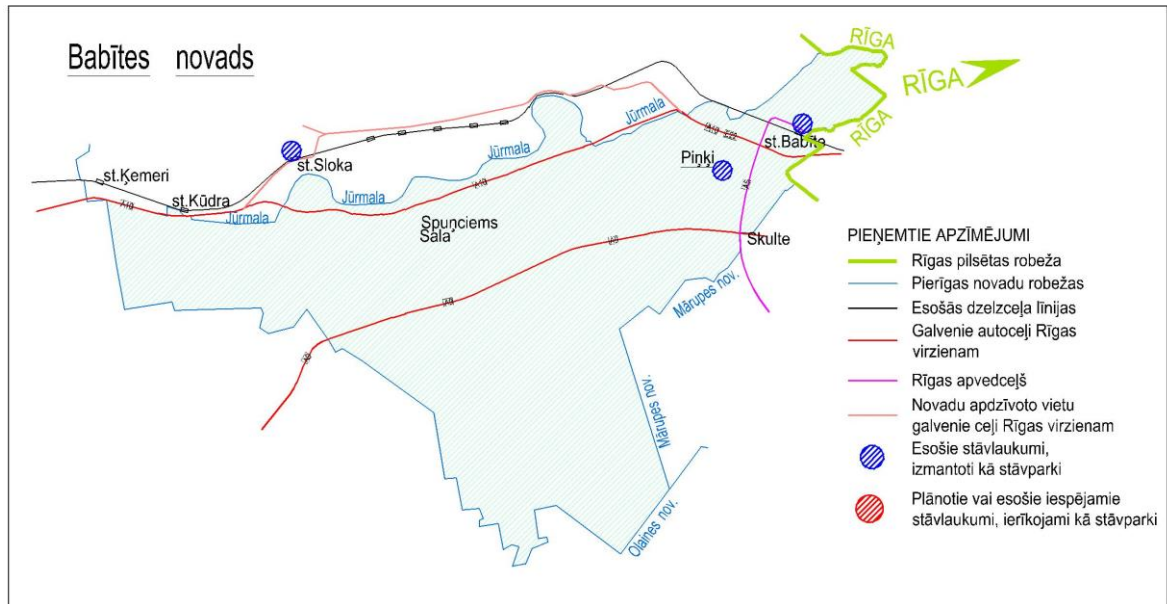 Babītes novads
RĪGA
RĪGA
RĪGA
Jūrmala
st.Babīte
Piņķi
Jūrmala
st.Sloka
st.Ķemeri
Jūrmala
st.Kūdra
Jūrmala
Spuņciems
Sala
Skulte
Mārupes nov.
Mārupes nov.
Olaines nov.
PIEŅEMTIE APZĪMĒJUMI
Rīgas pilsētas robeža
Pierīgas novadu robežas
Esošās dzelzceļa līnijas
Galvenie autoceļi Rīgas
virzienam
Rīgas apvedceļš
Novadu apdzīvoto vietu
galvenie ceļi Rīgas virzienam
Esošie stāvlaukumi,
izmantoti kā stāvparki
Plānotie vai esošie iespējamie
stāvlaukumi, ierīkojami kā stāvparki